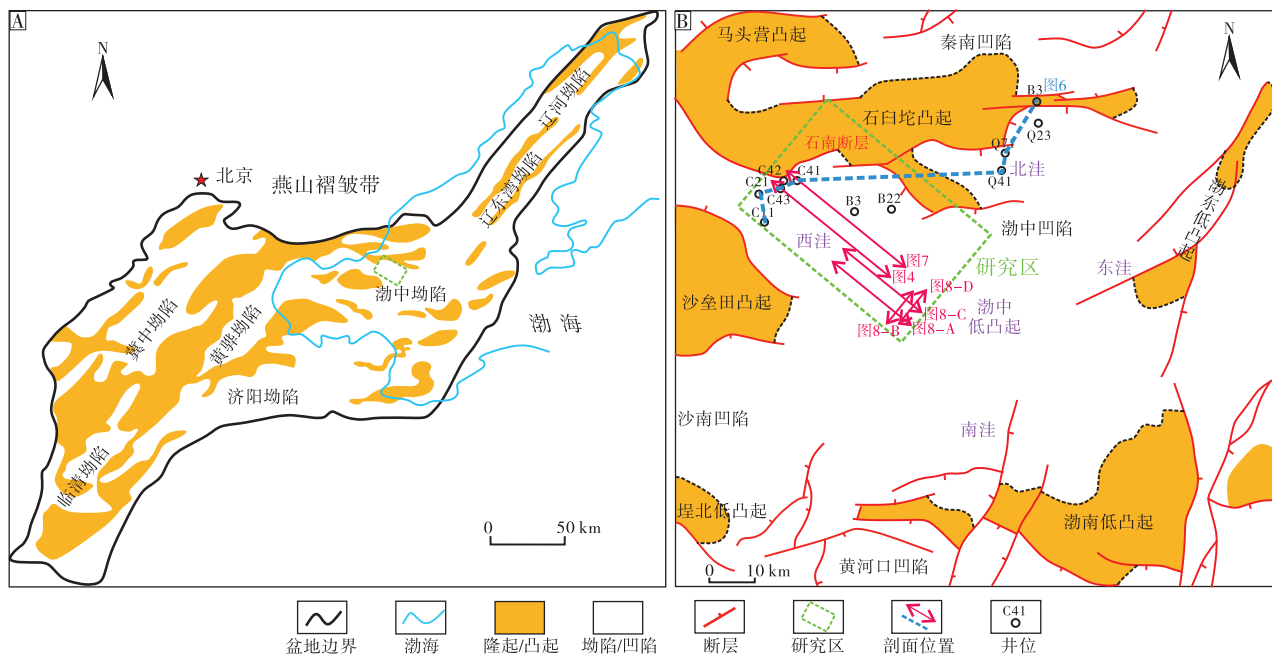 A
N
北京
燕山褶皱带
辽河坳陷
辽东湾坳陷
渤中坳陷
渤海
冀中坳陷
黄骅坳陷
济阳坳陷
临清坳陷
0 50 km
B
N
马头营凸起
秦南凹陷
B3
图6
石臼坨凸起
Q23
石南断层
Q7
北洼
Q41
C42
C41
C21
C43
B3
B22
渤东低凸起
渤中凹陷
西洼
图7
研究区
东洼
图4
图8-D
沙垒田凸起
渤中
低凸起
图8-C
图8-B
图8-A
沙南凹陷
南洼
埕北低凸起
渤南低凸起
黄河口凹陷
0 10 km
C41
盆地边界
渤海
隆起/凸起
坳陷/凹陷
断层
研究区
剖面位置
井位